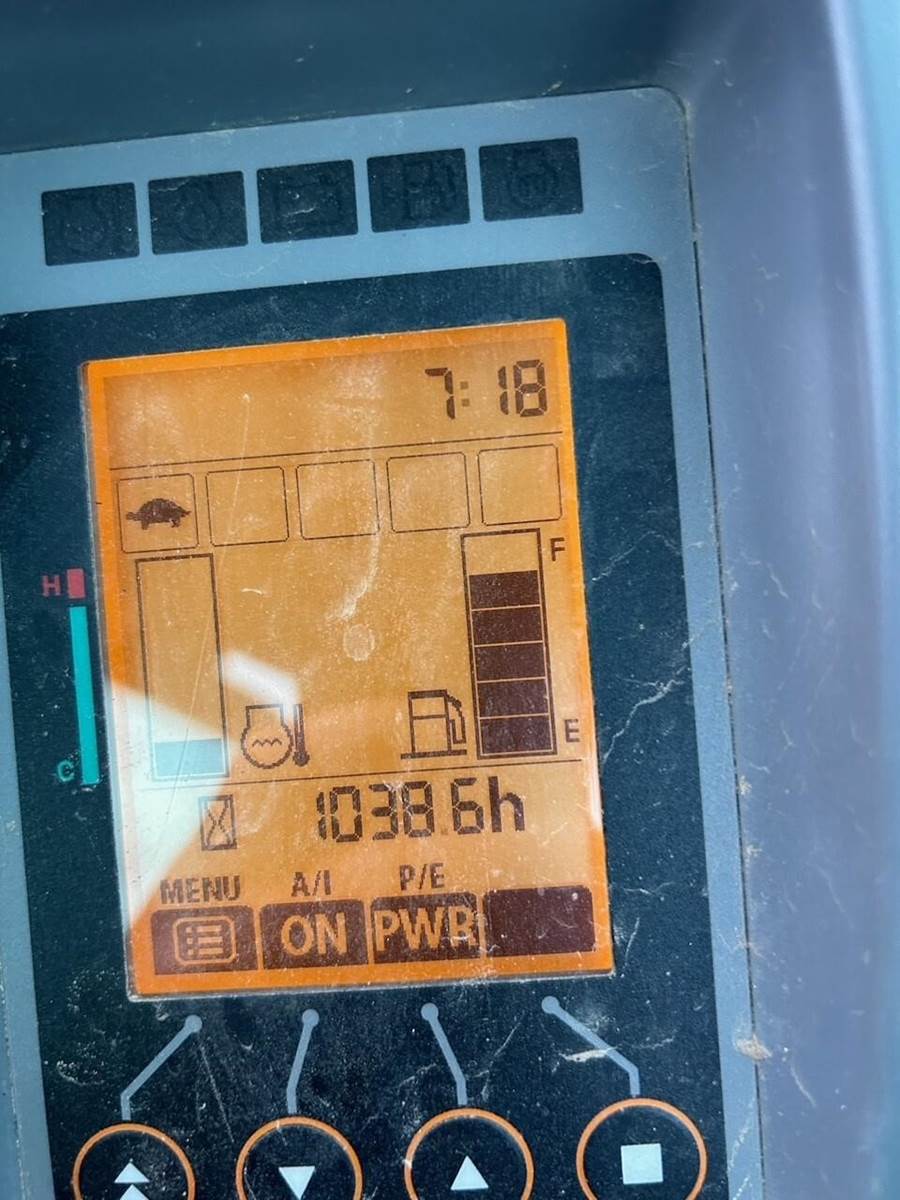 7:18
F
H
E
C
1038.6h
MENU A/I P/E
ON PWR